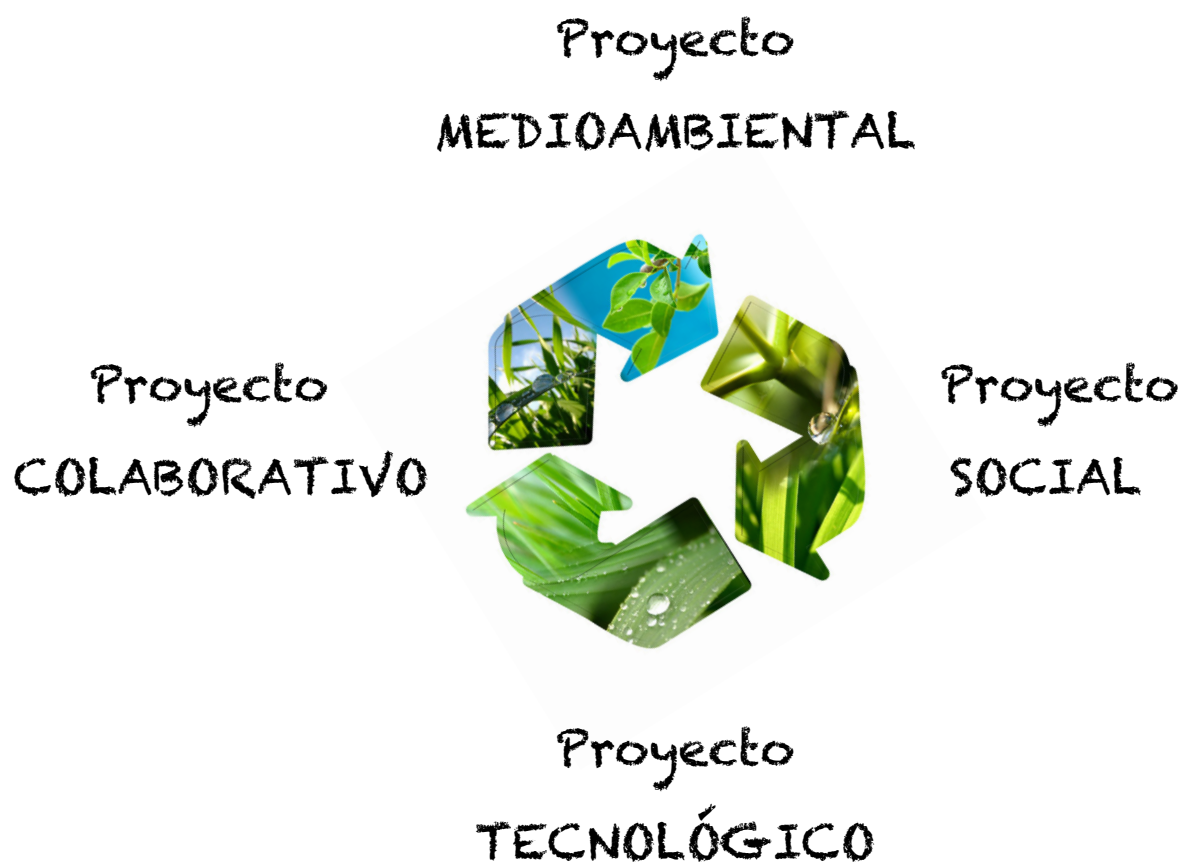 Proyecto
MEDIOAMBIENTAL
Proyecto
COLABORATIVO
Proyecto
SOCIAL
Proyecto
TECNOLÓGICO